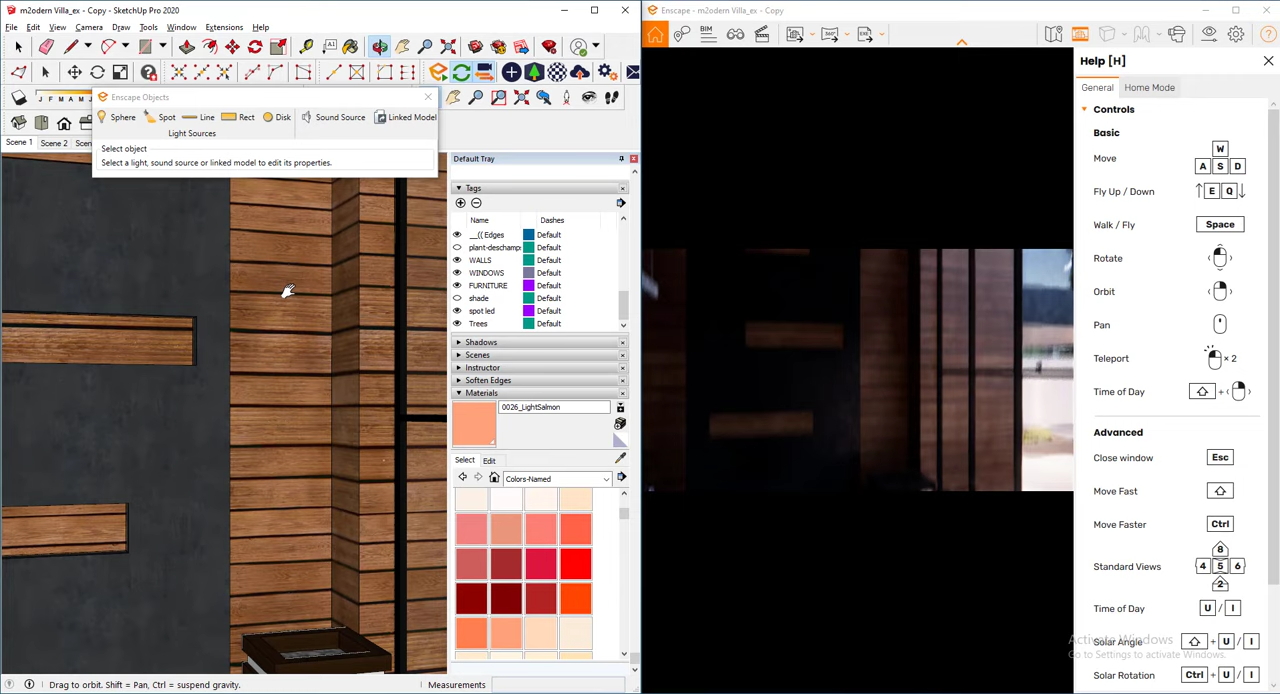 m2odern Villa_ex - Copy - SketchUp Pro 2020
File Edit View Camera Draw Tools Window Extensions Help
J F M A M J
Enscape Objects
Sphere Spot Line Rect Disk Sound Source Linked Model
Light Sources
Select object
Select a light, sound source or linked model to edit its properties.
Scene 1 Scene 2
Default Tray
Tags
Name Dashes
__(( Edges Default
plant-deschamps Default
WALLS Default
WINDOWS Default
FURNITURE Default
shade Default
spot led Default
Trees Default
Shadows
Scenes
Instructor
Soften Edges
Materials
0026_LightSalmon
Select Edit
Colors-Named
Drag to orbit. Shift = Pan, Ctrl = suspend gravity.
Measurements
Enscape - m2odern Villa_ex - Copy
BIM
360°
EXE
Help [H]
General Home Mode
Controls
Basic
Move W A S D
Fly Up / Down E Q
Walk / Fly Space
Rotate
Orbit
Pan
Teleport × 2
Time of Day +
Advanced
Close window Esc
Move Fast
Move Faster Ctrl
Standard Views 8 4 5 6 2
Time of Day U / I
Solar Angle + U / I
Solar Rotation Ctrl + U / I
Activate Windows
Go to Settings to activate Windows.